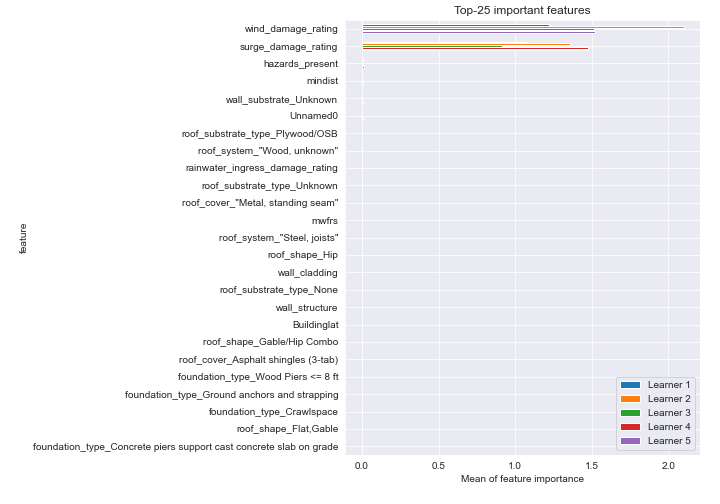 Top-25 important features
wind_damage_rating
surge_damage_rating
hazards_present
mindist
wall_substrate_Unknown
Unnamed0
roof_substrate_type_Plywood/OSB
roof_system_"Wood, unknown"
rainwater_ingress_damage_rating
roof_substrate_type_Unknown
roof_cover_"Metal, standing seam"
mwfrs
roof_system_"Steel, joists"
roof_shape_Hip
wall_cladding
roof_substrate_type_None
wall_structure
Buildinglat
roof_shape_Gable/Hip Combo
roof_cover_Asphalt shingles (3-tab)
foundation_type_Wood Piers <= 8 ft
foundation_type_Ground anchors and strapping
foundation_type_Crawlspace
roof_shape_Flat,Gable
foundation_type_Concrete piers support cast concrete slab on grade
feature
Learner 1
Learner 2
Learner 3
Learner 4
Learner 5
0.0 0.5 1.0 1.5 2.0
Mean of feature importance